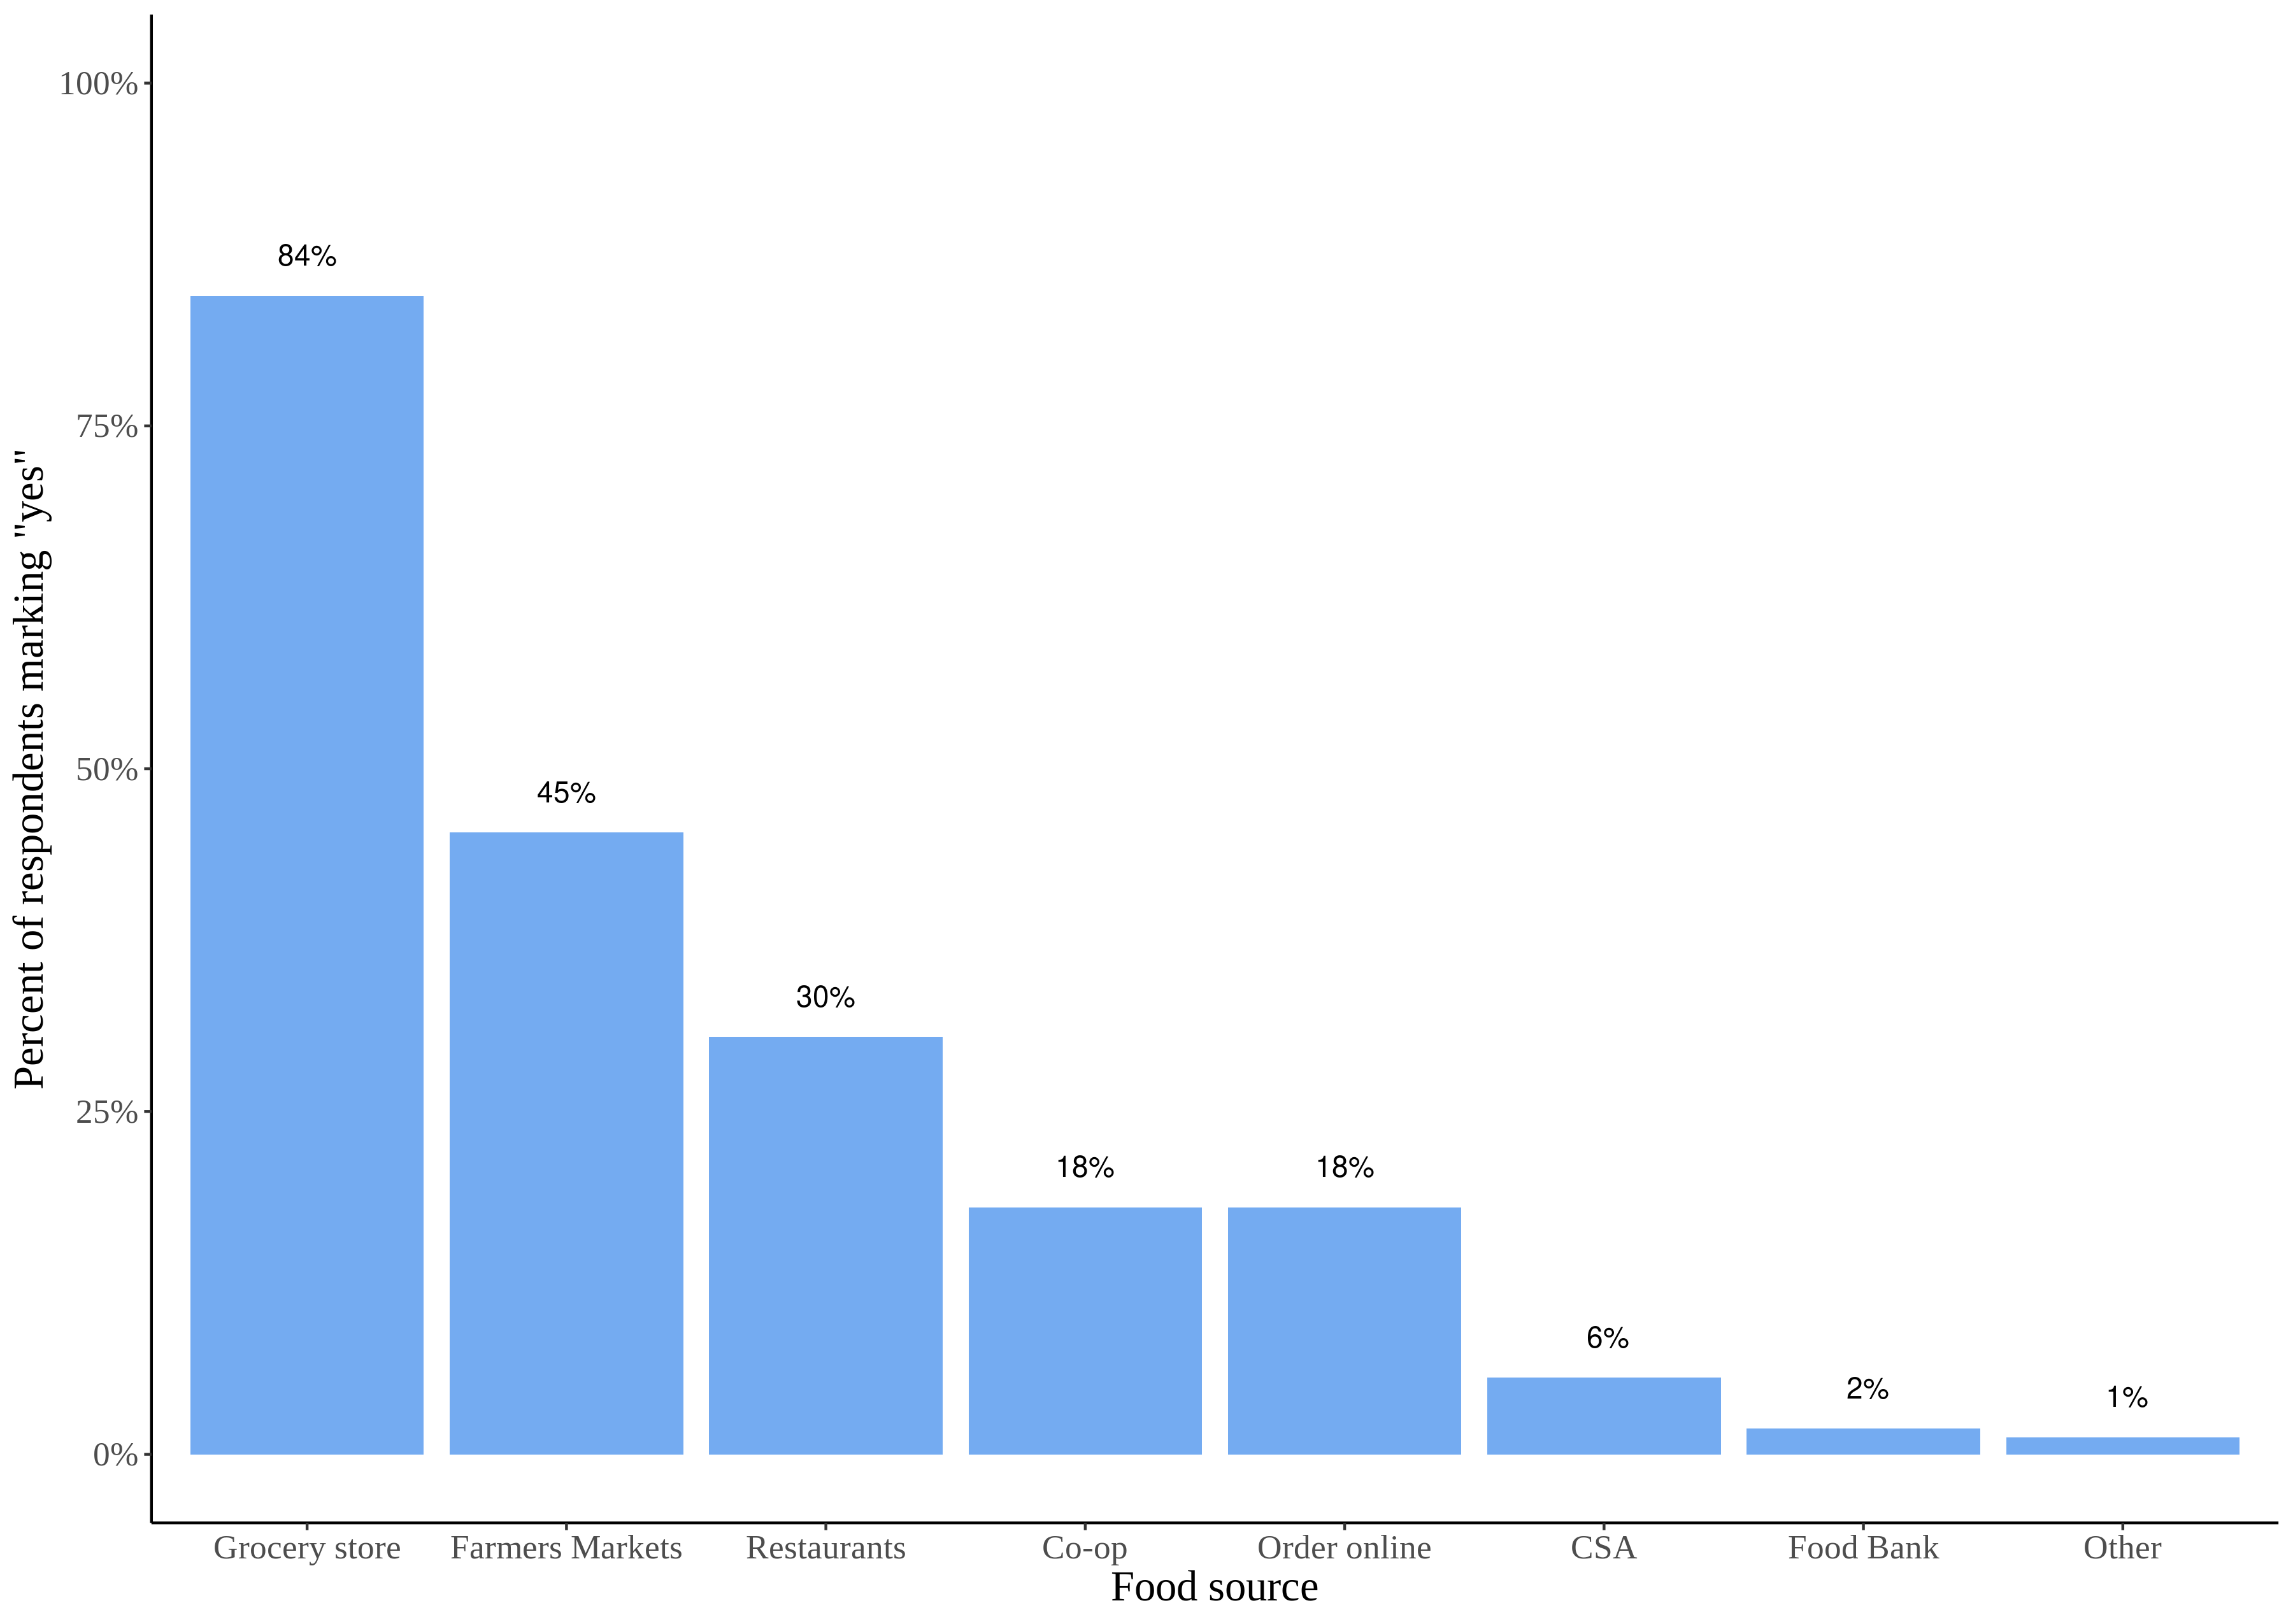 Percent of respondents marking "yes"
100%
75%
50%
25%
0%
84%
45%
30%
18%
18%
6%
2%
1%
Grocery store
Farmers Markets
Restaurants
Co-op
Order online
CSA
Food Bank
Other
Food source